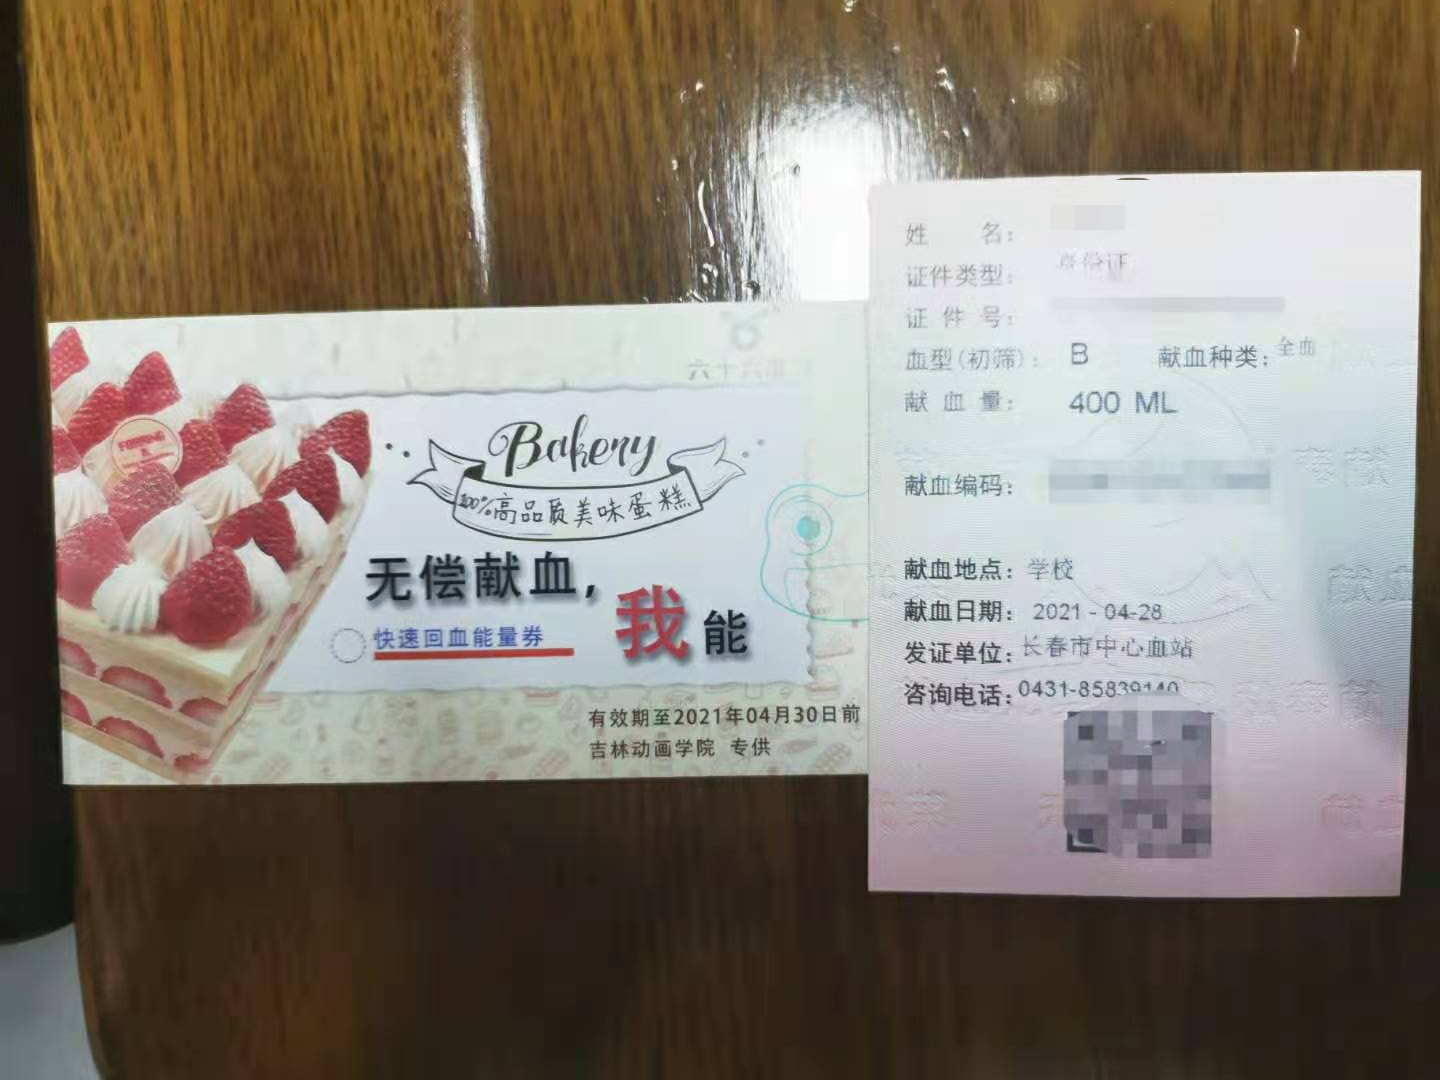 Bakery
100%高品质美味蛋糕
无偿献血,
我能
快速回血能量券
有效期至2021年04月30日前
吉林动画学院 专供
姓 名：
证件类型： 身份证
证 件 号：
血型(初筛)： B 献血种类：全血
献 血 量： 400 ML
献血编码：
献血地点：学校
献血日期： 2021-04-28
发证单位：长春市中心血站
咨询电话：0431-85839140